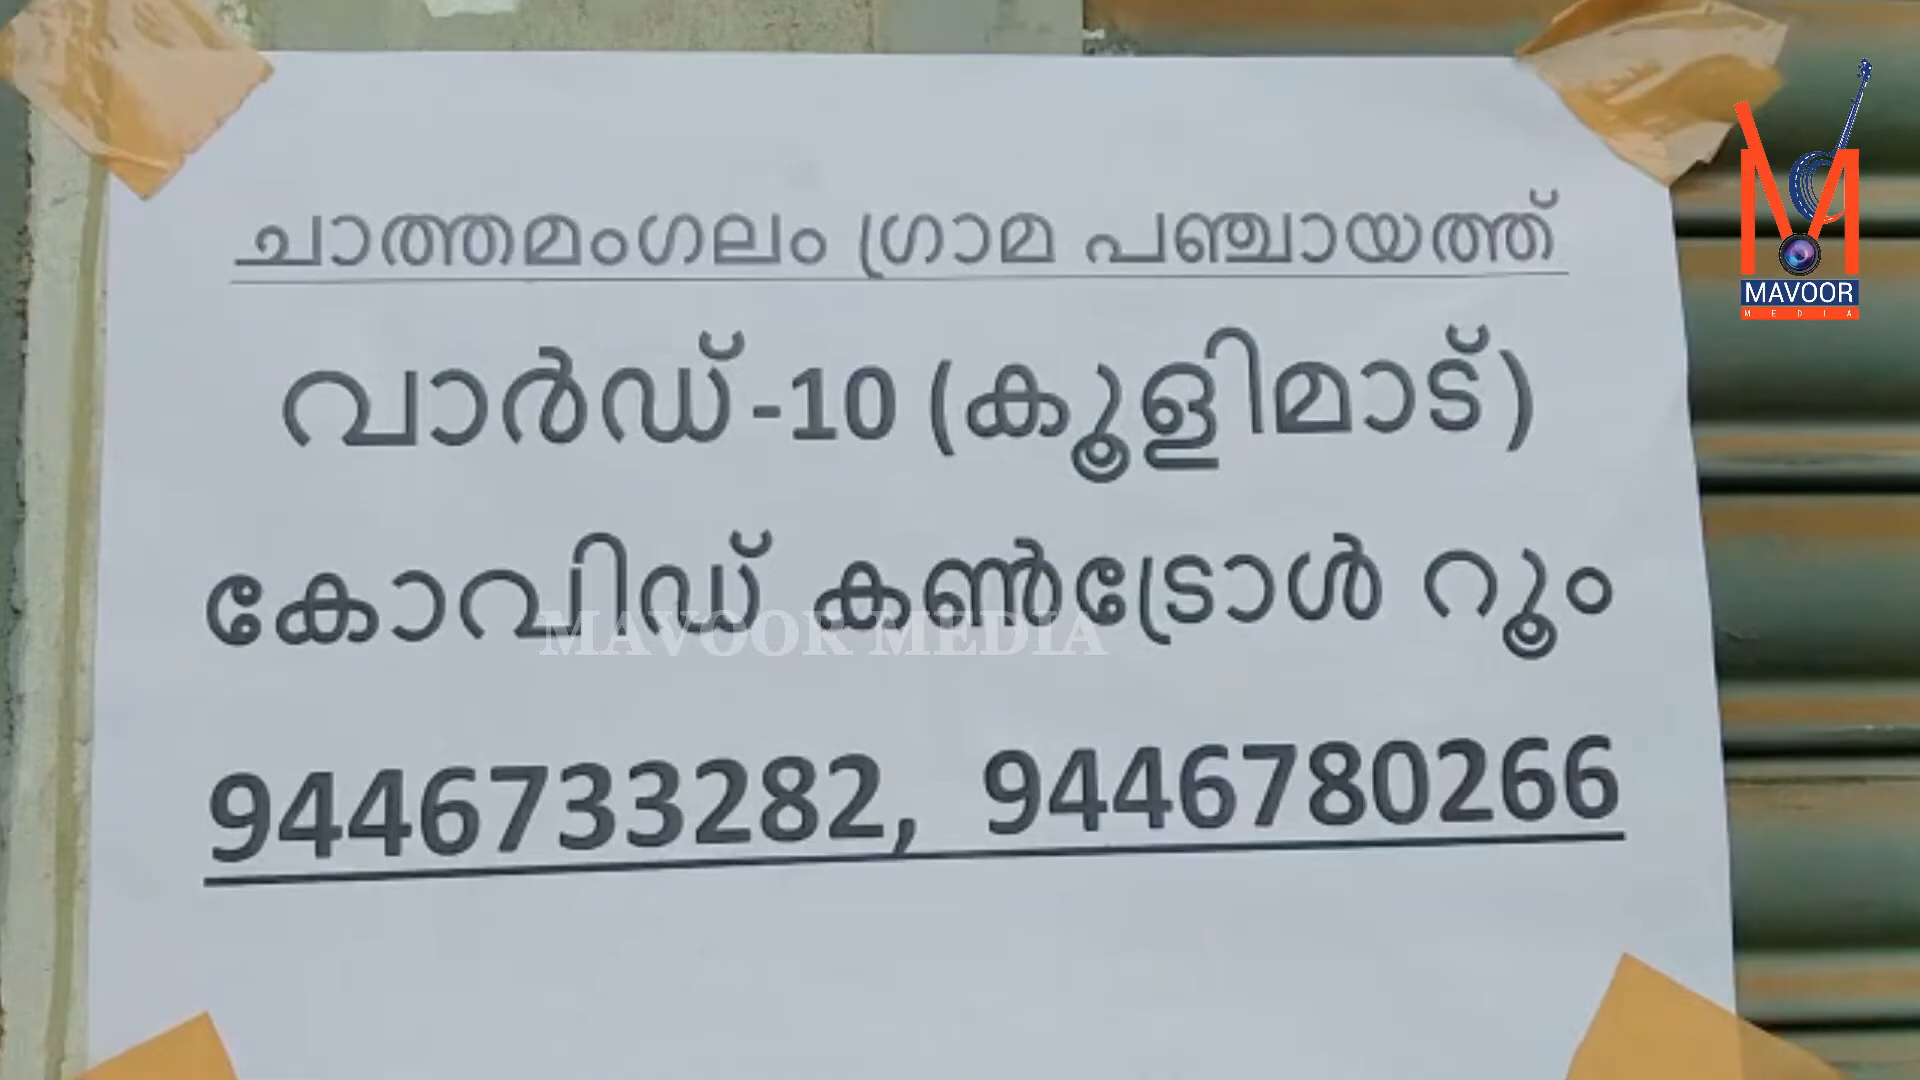 ചാത്തമംഗലം ഗ്രാമ പഞ്ചായത്ത്
വാർഡ്-10 (കൂളിമാട്)
കോവിഡ് കൺട്രോൾ റൂം
9446733282, 9446780266
MAVOOR MEDIA
MAVOOR
MEDIA